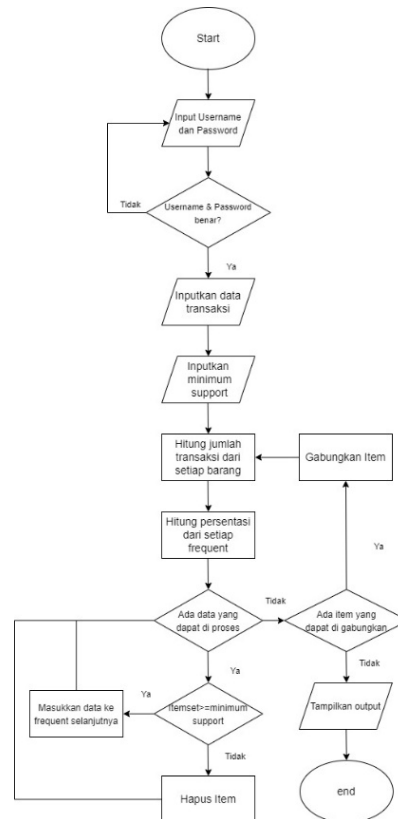 Start
Input Username
dan Password
Tidak
Username & Password
benar?
Ya
Inputkan data
transaksi
Inputkan
minimum
support
Hitung jumlah
transaksi dari
setiap barang
Gabungkan Item
Hitung persentasi
dari setiap
frequent
Ya
Ada data yang
dapat di proses
Tidak
Ada item yang
dapat di gabungkan
Ya
Tidak
Masukkan data ke
frequent selanjutnya
Ya
Itemset>=minimum
support
Tampilkan output
Tidak
Hapus Item
end